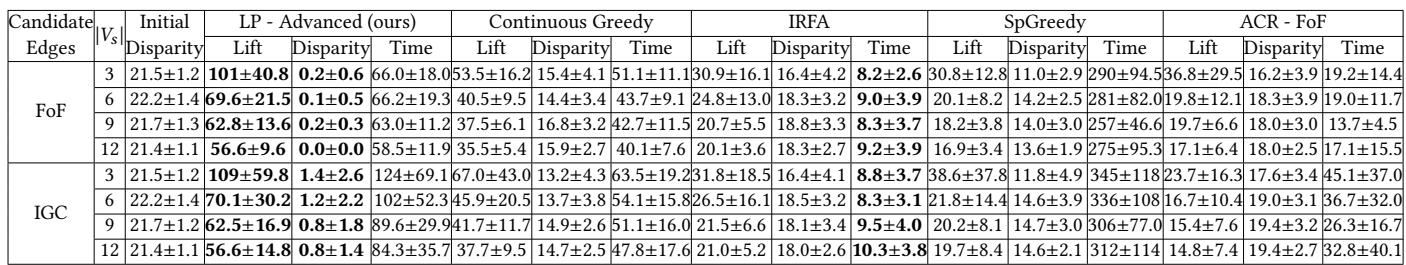 Candidate Edges |V_s| Initial Disparity LP - Advanced (ours) Continuous Greedy IRFA SpGreedy ACR - FoF
Lift Disparity Time Lift Disparity Time Lift Disparity Time Lift Disparity Time Lift Disparity Time
FoF
3 21.5±1.2 101±40.8 0.2±0.6 66.0±18.0 53.5±16.2 15.4±4.1 51.1±11.1 30.9±16.1 16.4±4.2 8.2±2.6 30.8±12.8 11.0±2.9 290±94.5 36.8±29.5 16.2±3.9 19.2±14.4
6 22.2±1.4 69.6±21.5 0.1±0.5 66.2±19.3 40.5±9.5 14.4±3.4 43.7±9.1 24.8±13.0 18.3±3.2 9.0±3.9 20.1±8.2 14.2±2.5 281±82.0 19.8±12.1 18.3±3.9 19.0±11.7
9 21.7±1.3 62.8±13.6 0.2±0.3 63.0±11.2 37.5±6.1 16.8±3.2 42.7±11.5 20.7±5.5 18.8±3.3 8.3±3.7 18.2±3.8 14.0±3.0 257±46.6 19.7±6.6 18.0±3.0 13.7±4.5
12 21.4±1.1 56.6±9.6 0.0±0.0 58.5±11.9 35.5±5.4 15.9±2.7 40.1±7.6 20.1±3.6 18.3±2.7 9.2±3.9 16.9±3.4 13.6±1.9 275±95.3 17.1±6.4 18.0±2.5 17.1±15.5
IGC
3 21.5±1.2 109±59.8 1.4±2.6 124±69.1 67.0±43.0 13.2±4.3 63.5±19.2 31.8±18.5 16.4±4.1 8.8±3.7 38.6±37.8 11.8±4.9 345±118 23.7±16.3 17.6±3.4 45.1±37.0
6 22.2±1.4 70.1±30.2 1.2±2.2 102±52.3 45.9±20.5 13.7±3.8 54.1±15.8 26.5±16.1 18.5±3.2 8.3±3.1 21.8±14.4 14.6±3.9 336±108 16.7±10.4 19.0±3.1 36.7±32.0
9 21.7±1.2 62.5±16.9 0.8±1.8 89.6±29.9 41.7±11.7 14.9±2.6 51.1±16.0 21.5±6.6 18.1±3.4 9.5±4.0 20.2±8.1 14.7±3.0 306±77.0 15.4±7.6 19.4±3.2 26.3±16.7
12 21.4±1.1 56.6±14.8 0.8±1.4 84.3±35.7 37.7±9.5 14.7±2.5 47.8±17.6 21.0±5.2 18.0±2.6 10.3±3.8 19.7±8.4 14.6±2.1 312±114 14.8±7.4 19.4±2.7 32.8±40.1